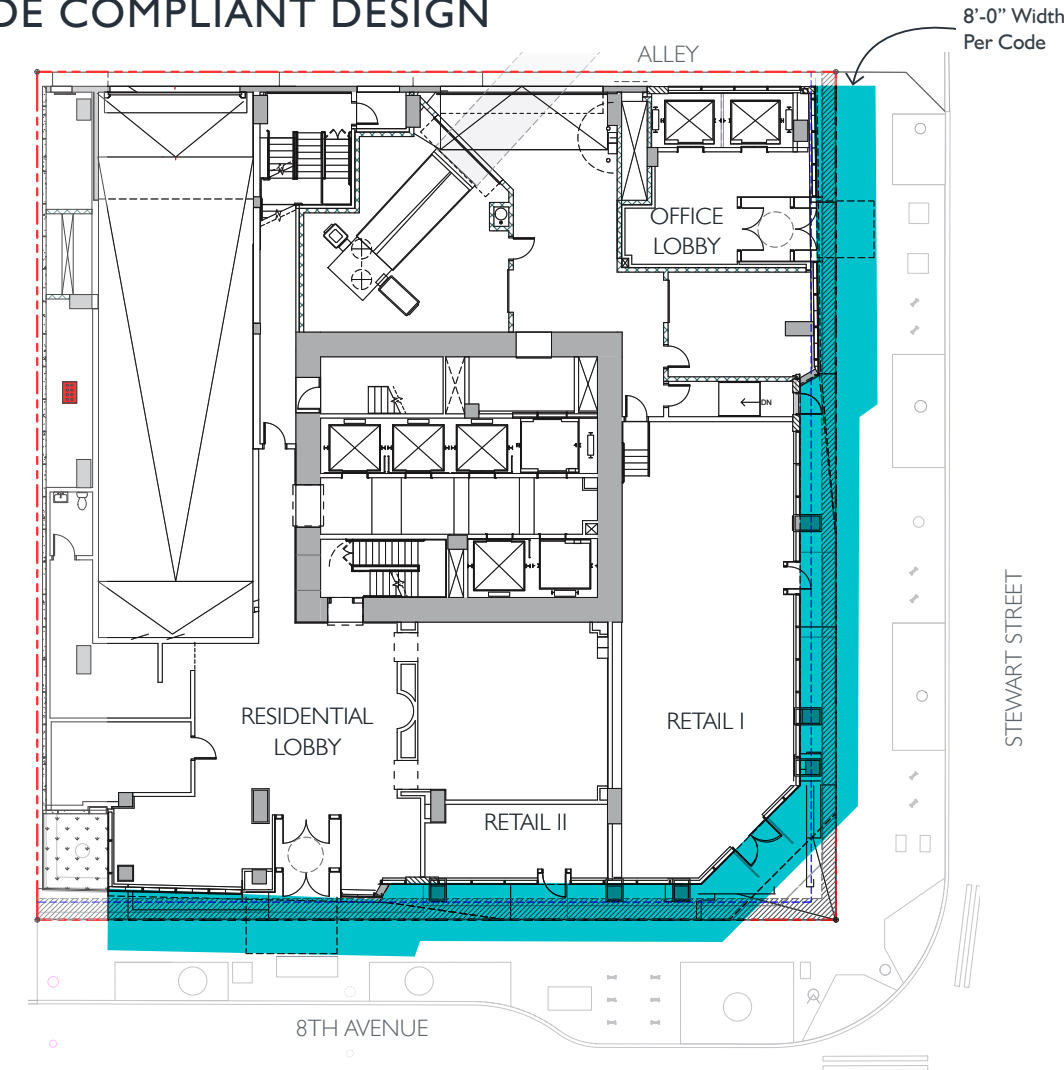 DE COMPLIANT DESIGN
8'-0" Width
Per Code
ALLEY
OFFICE
LOBBY
DN
STEWART STREET
RESIDENTIAL
LOBBY
RETAIL I
RETAIL II
8TH AVENUE